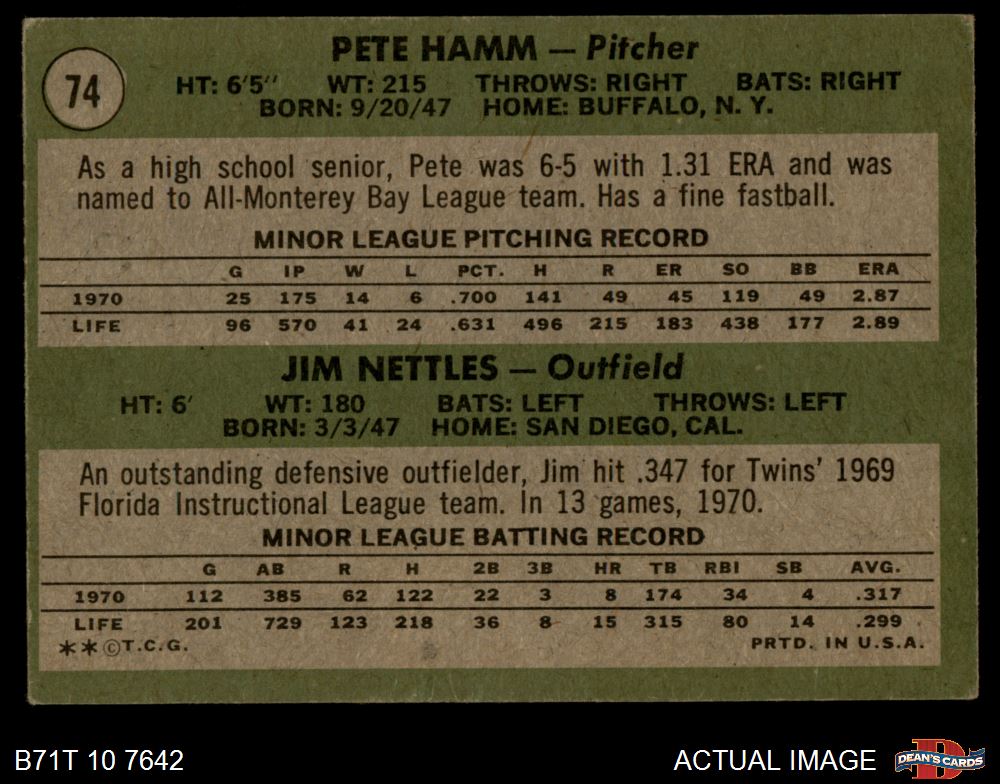 74
PETE HAMM — Pitcher
HT: 6'5" WT: 215 THROWS: RIGHT BATS: RIGHT
BORN: 9/20/47 HOME: BUFFALO, N. Y.
As a high school senior, Pete was 6-5 with 1.31 ERA and was
named to All-Monterey Bay League team. Has a fine fastball.
MINOR LEAGUE PITCHING RECORD
G IP W L PCT. H R ER SO BB ERA
1970 25 175 14 6 .700 141 49 45 119 49 2.87
LIFE 96 570 41 24 .631 496 215 183 438 177 2.89
JIM NETTLES — Outfield
HT: 6' WT: 180 BATS: LEFT THROWS: LEFT
BORN: 3/3/47 HOME: SAN DIEGO, CAL.
An outstanding defensive outfielder, Jim hit .347 for Twins' 1969
Florida Instructional League team. In 13 games, 1970.
MINOR LEAGUE BATTING RECORD
G AB R H 2B 3B HR TB RBI SB AVG.
1970 112 385 62 122 22 3 8 174 34 4 .317
LIFE 201 729 123 218 36 8 15 315 80 14 .299
**©T.C.G. PRTD. IN U.S.A.
B71T 10 7642 ACTUAL IMAGE D DEAN'S CARDS